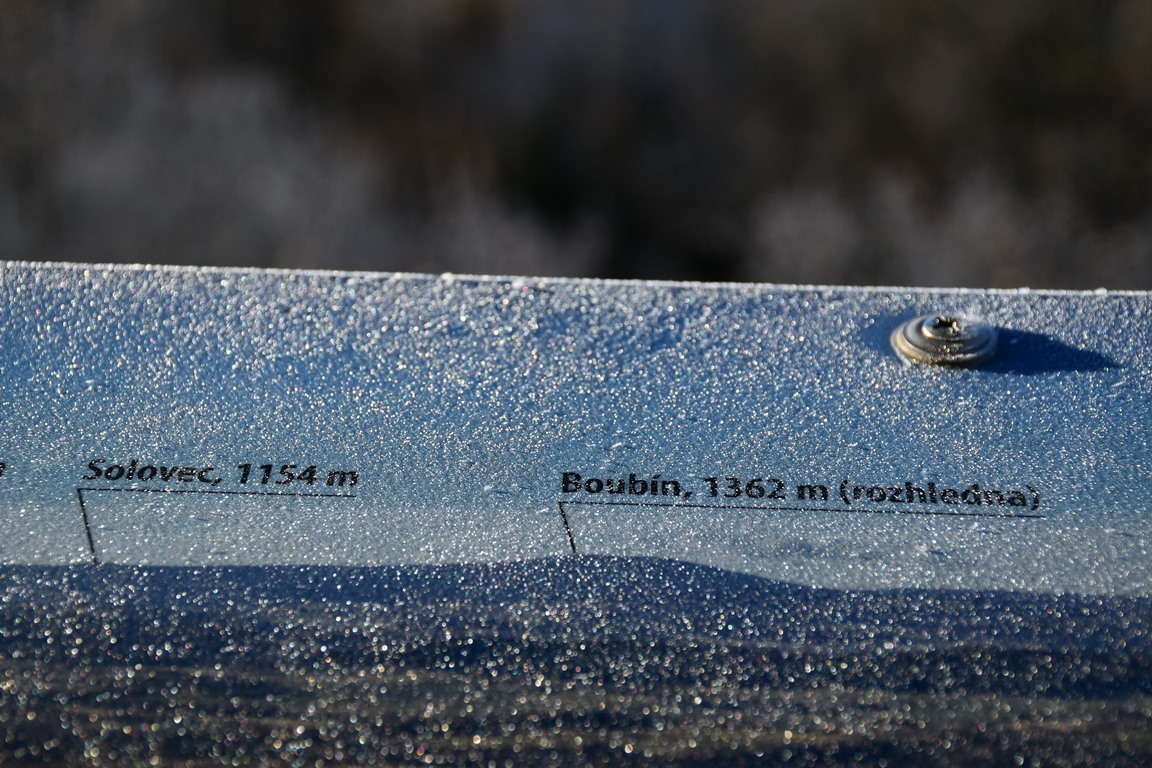 Solovec, 1154 m
Boubín, 1362 m (rozhledna)